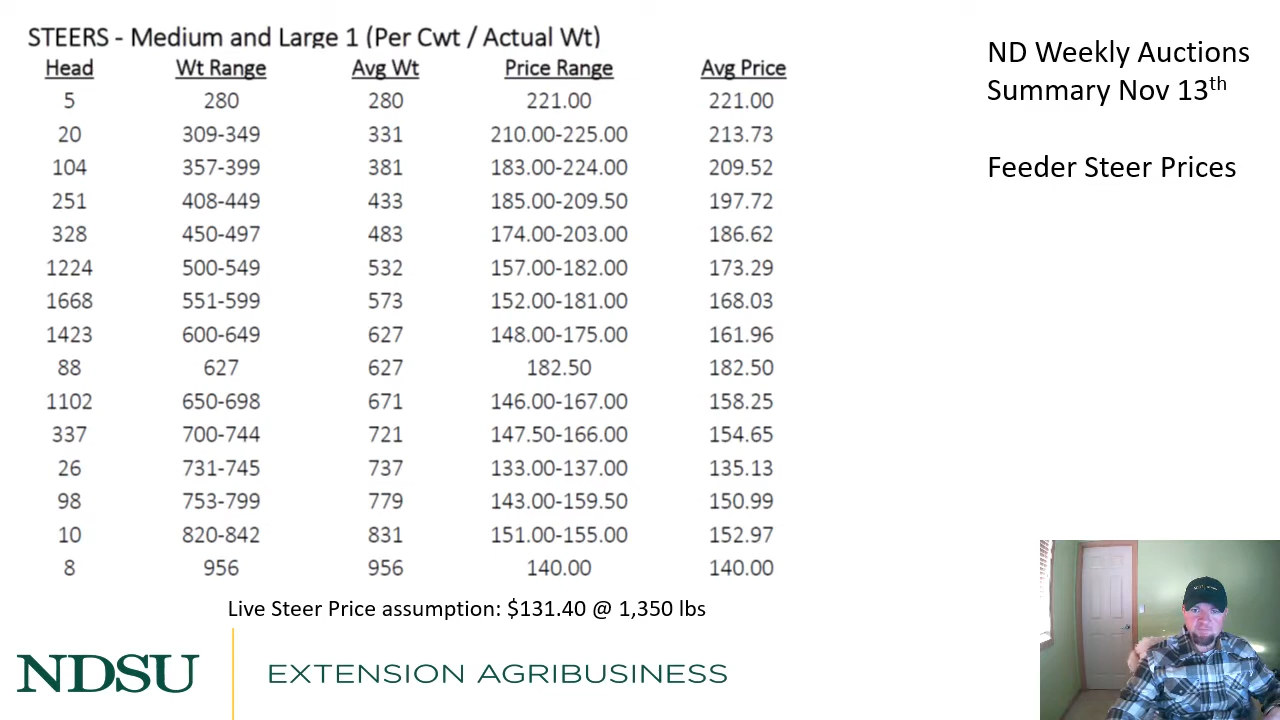 STEERS - Medium and Large 1 (Per Cwt / Actual Wt)
Head Wt Range Avg Wt Price Range Avg Price
5 280 280 221.00 221.00
20 309-349 331 210.00-225.00 213.73
104 357-399 381 183.00-224.00 209.52
251 408-449 433 185.00-209.50 197.72
328 450-497 483 174.00-203.00 186.62
1224 500-549 532 157.00-182.00 173.29
1668 551-599 573 152.00-181.00 168.03
1423 600-649 627 148.00-175.00 161.96
88 627 627 182.50 182.50
1102 650-698 671 146.00-167.00 158.25
337 700-744 721 147.50-166.00 154.65
26 731-745 737 133.00-137.00 135.13
98 753-799 779 143.00-159.50 150.99
10 820-842 831 151.00-155.00 152.97
8 956 956 140.00 140.00
Live Steer Price assumption: $131.40 @ 1,350 lbs
ND Weekly Auctions
Summary Nov 13th
Feeder Steer Prices
NDSU EXTENSION AGRIBUSINESS